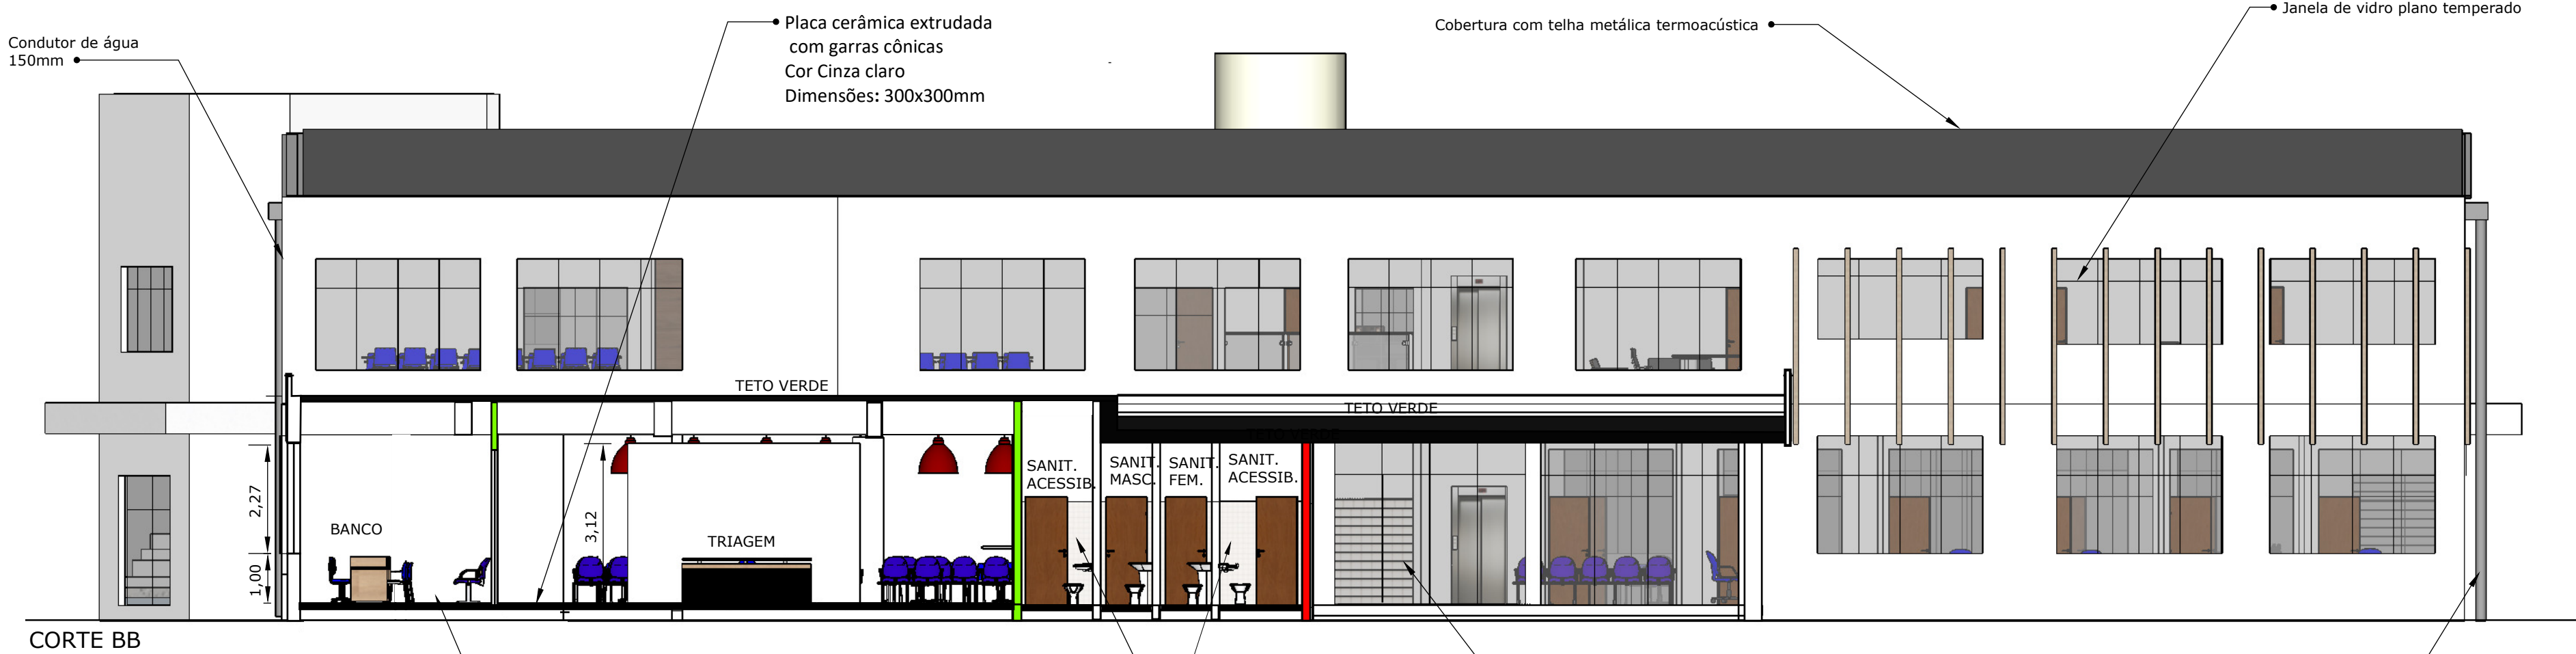 Condutor de água
150mm
Placa cerâmica extrudada
com garras cônicas
Cor Cinza claro
Dimensões: 300x300mm
Cobertura com telha metálica termoacústica
Janela de vidro plano temperado
TETO VERDE
TETO VERDE
SANIT.
ACESSIB.
SANIT.
MASC.
SANIT.
FEM.
SANIT.
ACESSIB.
2,27
1,00
3,12
BANCO
TRIAGEM
CORTE BB